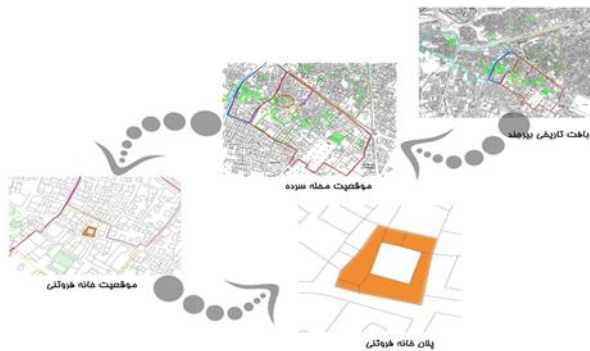 بافت تاریخی بیرجند
موقعیت محله سرده
موقعیت خانه فروتنی
پلان خانه فروتنی